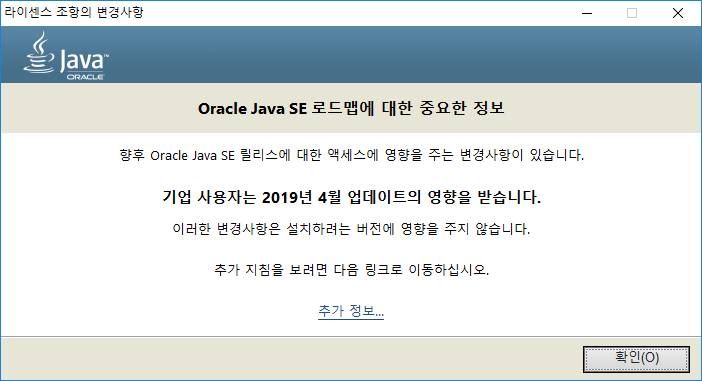 라이센스 조항의 변경사항
Java™
ORACLE
Oracle Java SE 로드맵에 대한 중요한 정보
향후 Oracle Java SE 릴리스에 대한 액세스에 영향을 주는 변경사항이 있습니다.
기업 사용자는 2019년 4월 업데이트의 영향을 받습니다.
이러한 변경사항은 설치하려는 버전에 영향을 주지 않습니다.
추가 지침을 보려면 다음 링크로 이동하십시오.
추가 정보...
확인(O)